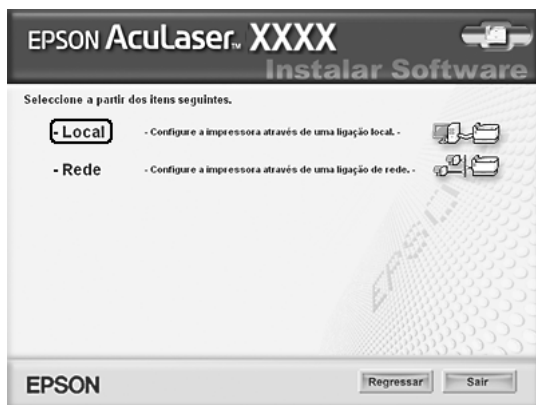 EPSON AcuLaser™ XXXX
Instalar Software
Seleccione a partir dos itens seguintes.
- Local - Configure a impressora através de uma ligação local. -
- Rede - Configure a impressora através de uma ligação de rede. -
EPSON
EPSON Regressar Sair